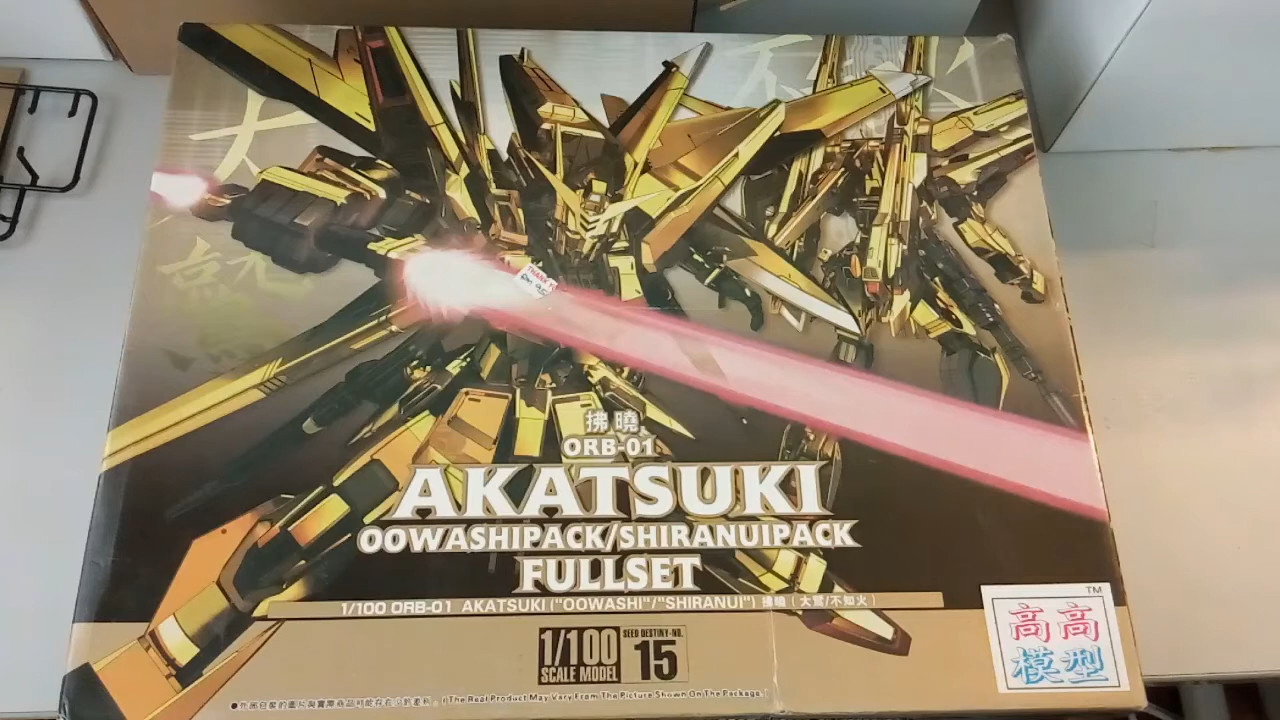 拂曉
ORB-01
AKATSUKI
OOWASHIPACK/SHIRANUIPACK
FULLSET
1/100 ORB-01 AKATSUKI ("OOWASHI"/"SHIRANUI") 拂曉 (大鷲/不知火)
1/100
SCALE MODEL
SEED DESTINY-NO.
15
高高
模型
TM
(The Real Product May Vary From The Picture Shown On The Package.)